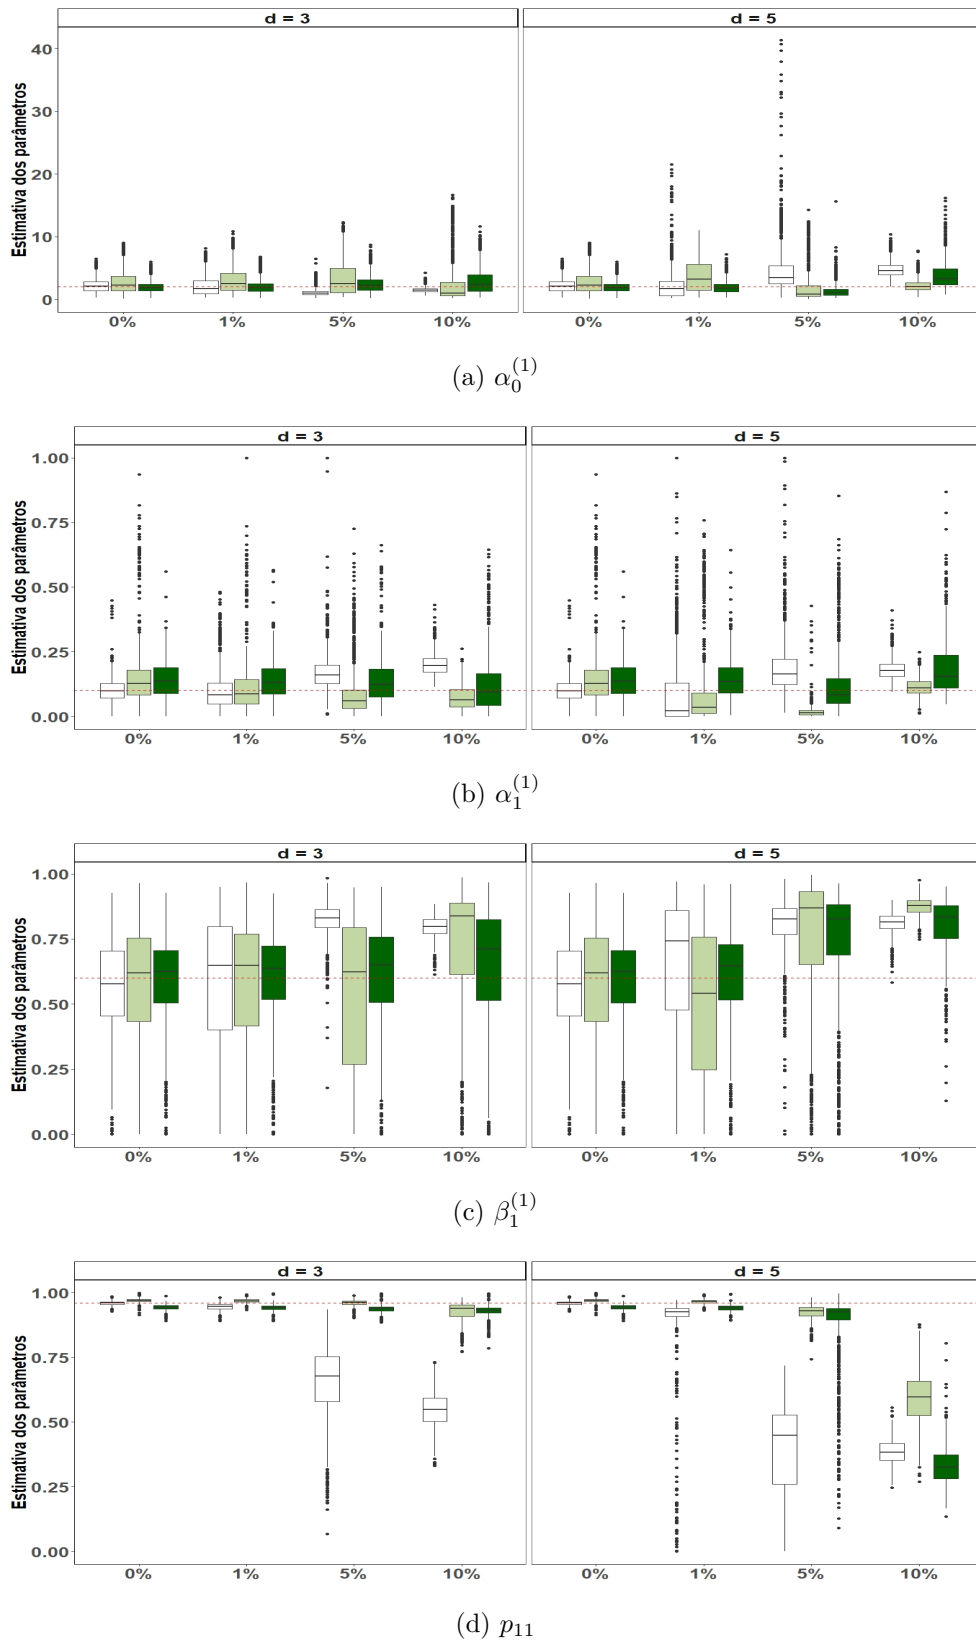 d = 3 d = 5
Estimativa dos parâmetros
40
30
20
10
0
0% 1% 5% 10% 0% 1% 5% 10%
(a) α₀⁽¹⁾
d = 3 d = 5
Estimativa dos parâmetros
1.00
0.75
0.50
0.25
0.00
0% 1% 5% 10% 0% 1% 5% 10%
(b) α₁⁽¹⁾
d = 3 d = 5
Estimativa dos parâmetros
1.00
0.75
0.50
0.25
0.00
0% 1% 5% 10% 0% 1% 5% 10%
(c) β₁⁽¹⁾
d = 3 d = 5
Estimativa dos parâmetros
1.00
0.75
0.50
0.25
0.00
0% 1% 5% 10% 0% 1% 5% 10%
(d) p₁₁